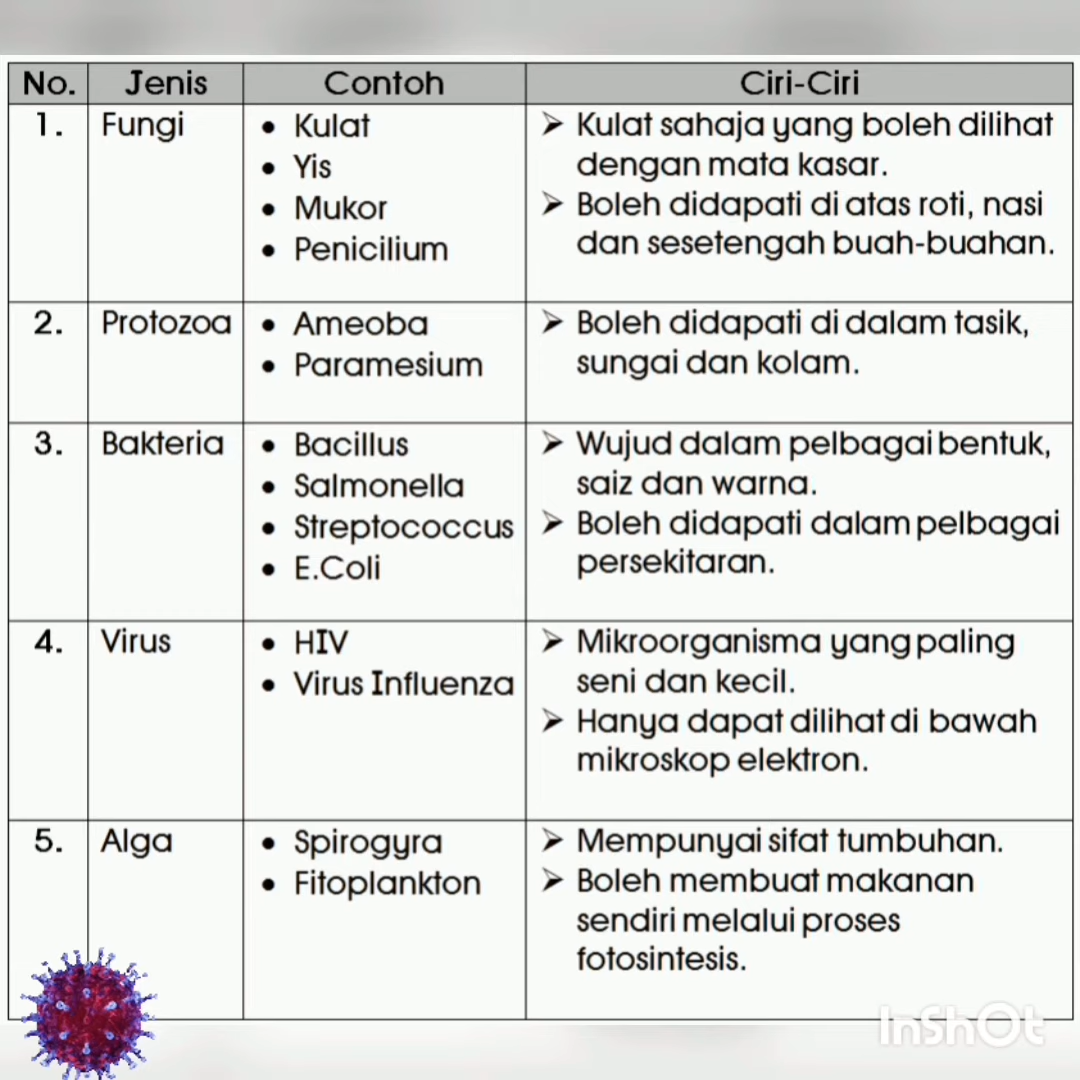 No. Jenis Contoh Ciri-Ciri
1. Fungi
• Kulat
• Yis
• Mukor
• Penicilium
➢ Kulat sahaja yang boleh dilihat
dengan mata kasar.
➢ Boleh didapati di atas roti, nasi
dan sesetengah buah-buahan.
2. Protozoa
• Ameoba
• Paramesium
➢ Boleh didapati di dalam tasik,
sungai dan kolam.
3. Bakteria
• Bacillus
• Salmonella
• Streptococcus
• E.Coli
➢ Wujud dalam pelbagai bentuk,
saiz dan warna.
➢ Boleh didapati dalam pelbagai
persekitaran.
4. Virus
• HIV
• Virus Influenza
➢ Mikroorganisma yang paling
seni dan kecil.
➢ Hanya dapat dilihat di bawah
mikroskop elektron.
5. Alga
• Spirogyra
• Fitoplankton
➢ Mempunyai sifat tumbuhan.
➢ Boleh membuat makanan
sendiri melalui proses
fotosintesis.
InShOt